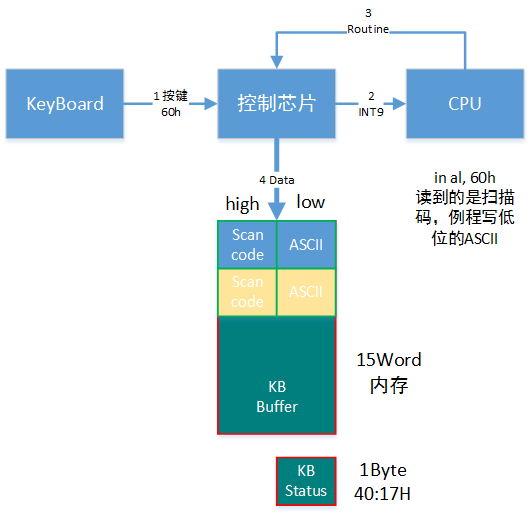 3
Routine
KeyBoard
1 按键
60h
控制芯片
2
INT9
CPU
4 Data
high
low
in al, 60h
读到的是扫描
码，例程写低
位的ASCII
Scan
code
ASCII
Scan
code
ASCII
KB
Buffer
15Word
内存
KB
Status
1Byte
40:17H